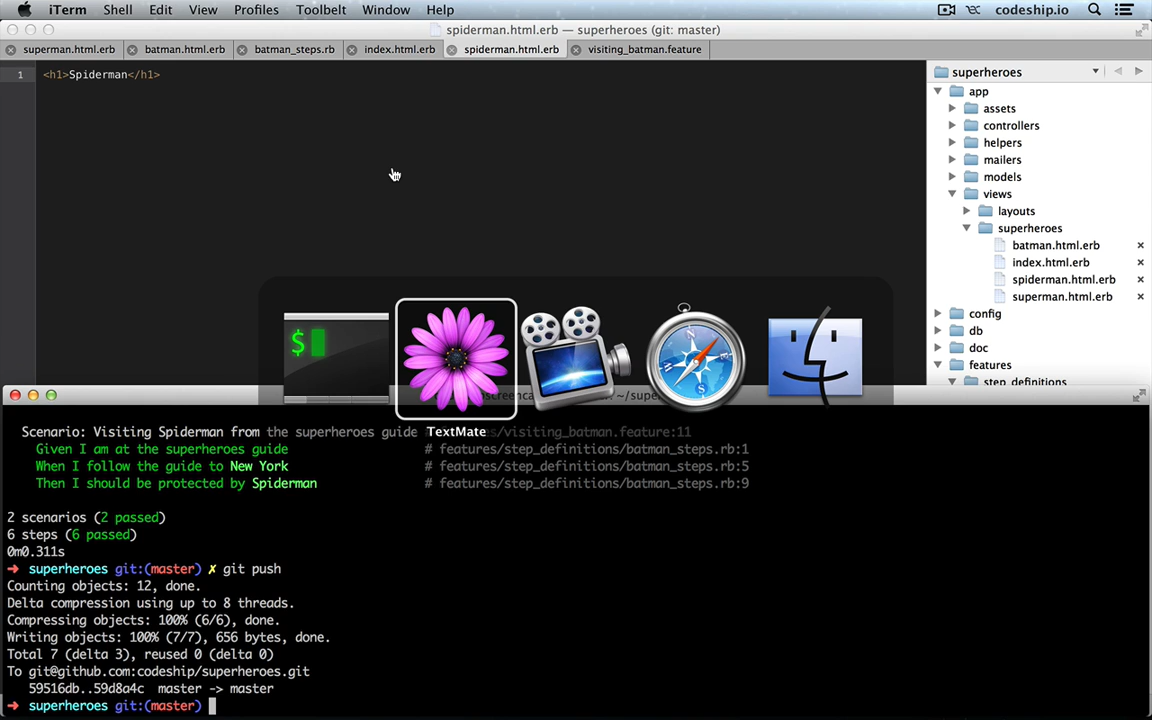 iTerm Shell Edit View Profiles Toolbelt Window Help codeship.io
spiderman.html.erb — superheroes (git: master)
superman.html.erb batman.html.erb batman_steps.rb index.html.erb spiderman.html.erb visiting_batman.feature
1 <h1>Spiderman</h1>
superheroes
app
assets
controllers
helpers
mailers
models
views
layouts
superheroes
batman.html.erb
index.html.erb
spiderman.html.erb
superman.html.erb
config
db
doc
features
step_definitions
$
TextMate
Scenario: Visiting Spiderman from the superheroes guide /visiting_batman.feature:11
Given I am at the superheroes guide # features/step_definitions/batman_steps.rb:1
When I follow the guide to New York # features/step_definitions/batman_steps.rb:5
Then I should be protected by Spiderman # features/step_definitions/batman_steps.rb:9
2 scenarios (2 passed)
6 steps (6 passed)
0m0.311s
➜ superheroes git:(master) ✗ git push
Counting objects: 12, done.
Delta compression using up to 8 threads.
Compressing objects: 100% (6/6), done.
Writing objects: 100% (7/7), 656 bytes, done.
Total 7 (delta 3), reused 0 (delta 0)
To git@github.com:codeship/superheroes.git
59516db..59d8a4c master -> master
➜ superheroes git:(master)